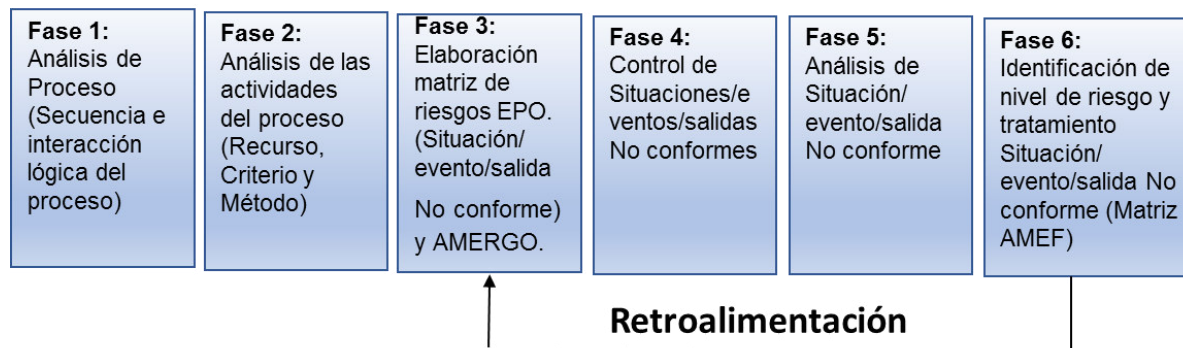 Fase 1:
Análisis de
Proceso
(Secuencia e
interacción
lógica del
proceso)
Fase 2:
Análisis de las
actividades
del proceso
(Recurso,
Criterio y
Método)
Fase 3:
Elaboración
matriz de
riesgos EPO.
(Situación/
evento/salida
No conforme)
y AMERGO.
Fase 4:
Control de
Situaciones/e
ventos/salidas
No conformes
Fase 5:
Análisis de
Situación/
evento/salida
No conforme
Fase 6:
Identificación de
nivel de riesgo y
tratamiento
Situación/
evento/salida No
conforme (Matriz
AMEF)
Retroalimentación